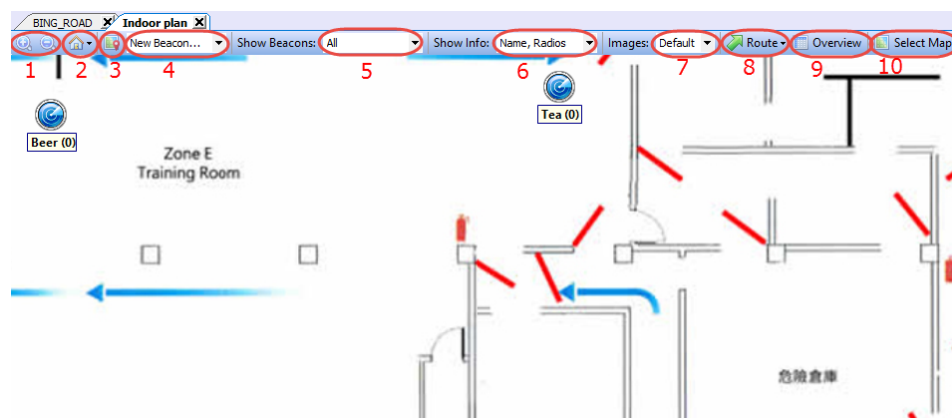 BING_ROAD X Indoor plan X
New Beacon... Show Beacons: All Show Info: Name, Radios Images: Default Route Overview Select Map
1 2 3 4 5 6 7 8 9 10
Beer (0)
Tea (0)
Zone E
Training Room
危險倉庫